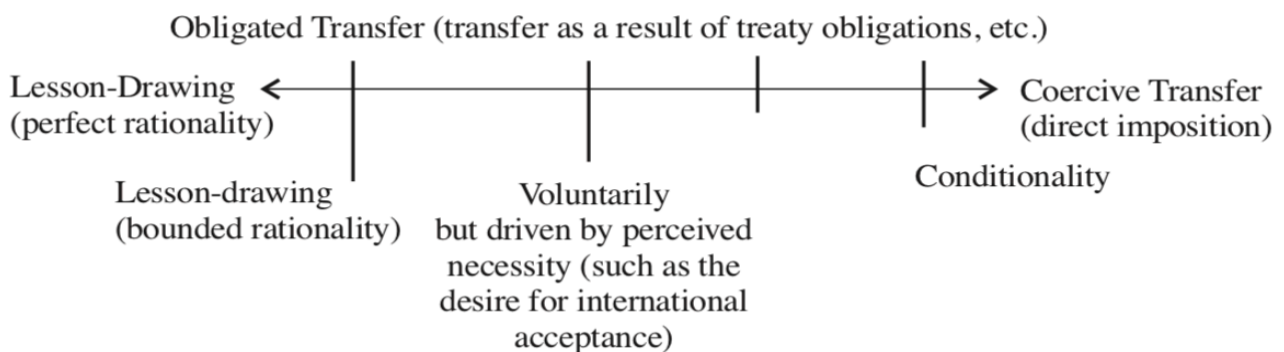 Obligated Transfer (transfer as a result of treaty obligations, etc.)
Lesson-Drawing
(perfect rationality)
Coercive Transfer
(direct imposition)
Lesson-drawing
(bounded rationality)
Voluntarily
but driven by perceived
necessity (such as the
desire for international
acceptance)
Conditionality